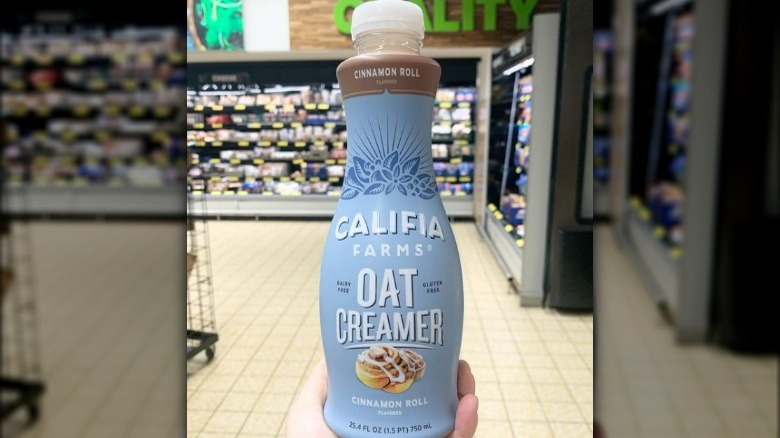 QUALITY
CINNAMON ROLL
FLAVORED
CALIFIA
FARMS®
DAIRY FREE
GLUTEN FREE
OAT
CREAMER
CINNAMON ROLL
FLAVORED
25.4 FL OZ (1.5 PT) 750 mL